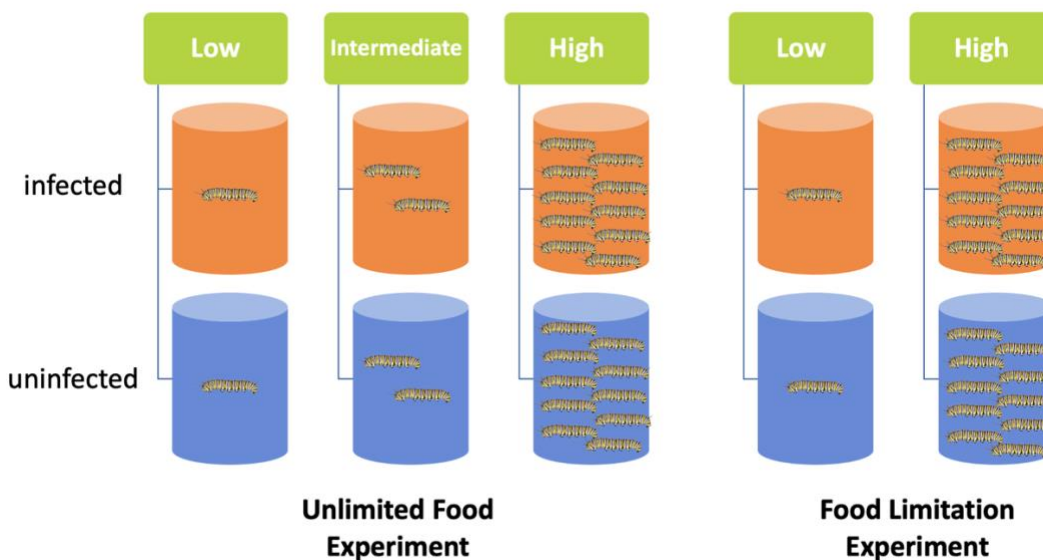 Low
Intermediate
High
Low
High
infected
uninfected
Unlimited Food
Experiment
Food Limitation
Experiment